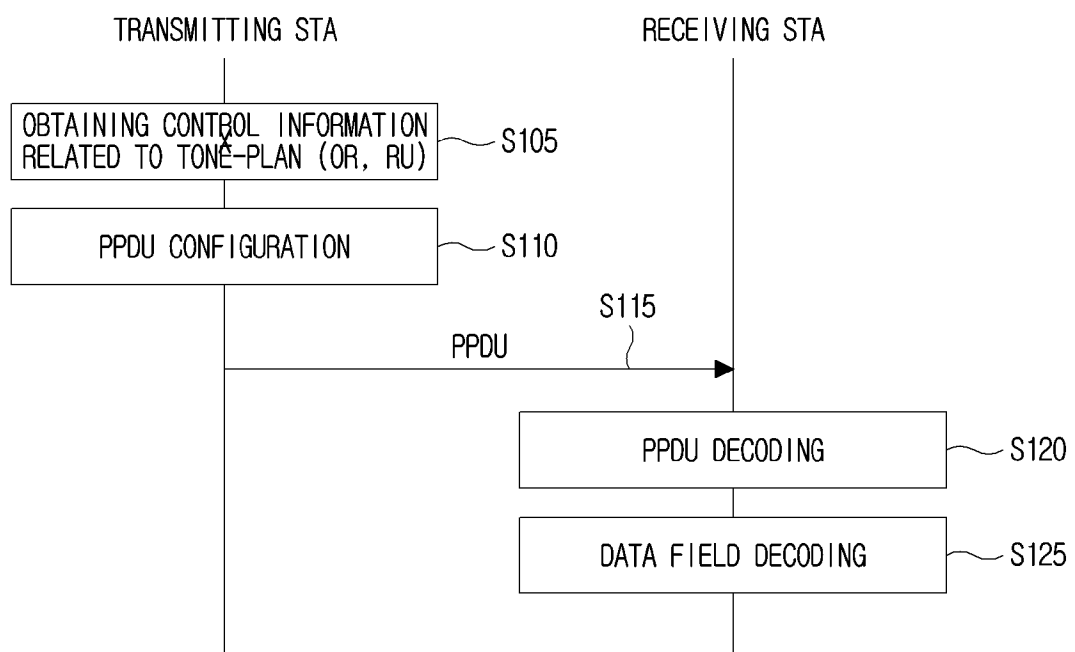 TRANSMITTING STA
RECEIVING STA
OBTAINING CONTROL INFORMATION
RELATED TO TONE-PLAN (OR, RU)
S105
PPDU CONFIGURATION
S110
S115
PPDU
PPDU DECODING
S120
DATA FIELD DECODING
S125